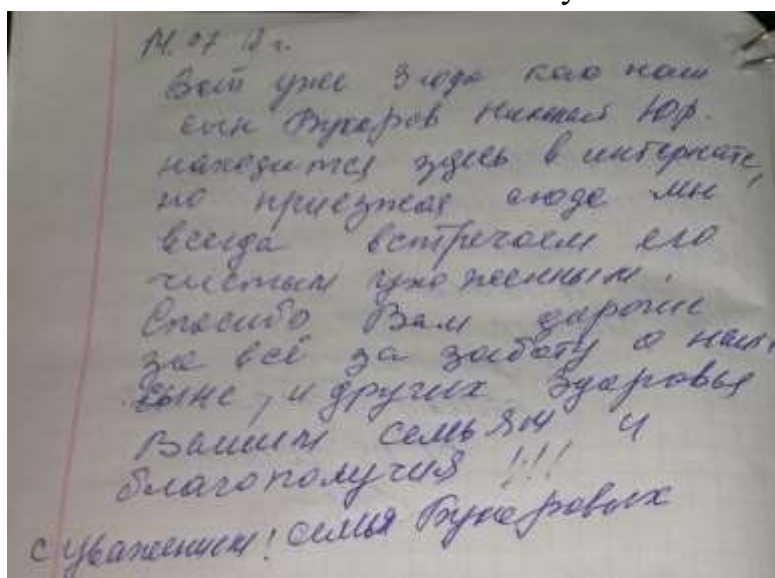 14.07.18 г.
Вот уже 3 года как наш
сын Букаров Николай Юр.
находится здесь в интернате,
но приезжая сюда мы
всегда встречаем его
чистым ухоженным.
Спасибо Вам дорогие
за всё за заботу о нашем
сыне, и других Здоровья
Вашим семьям и
благополучия !!!
с уважением! семья Букаровых